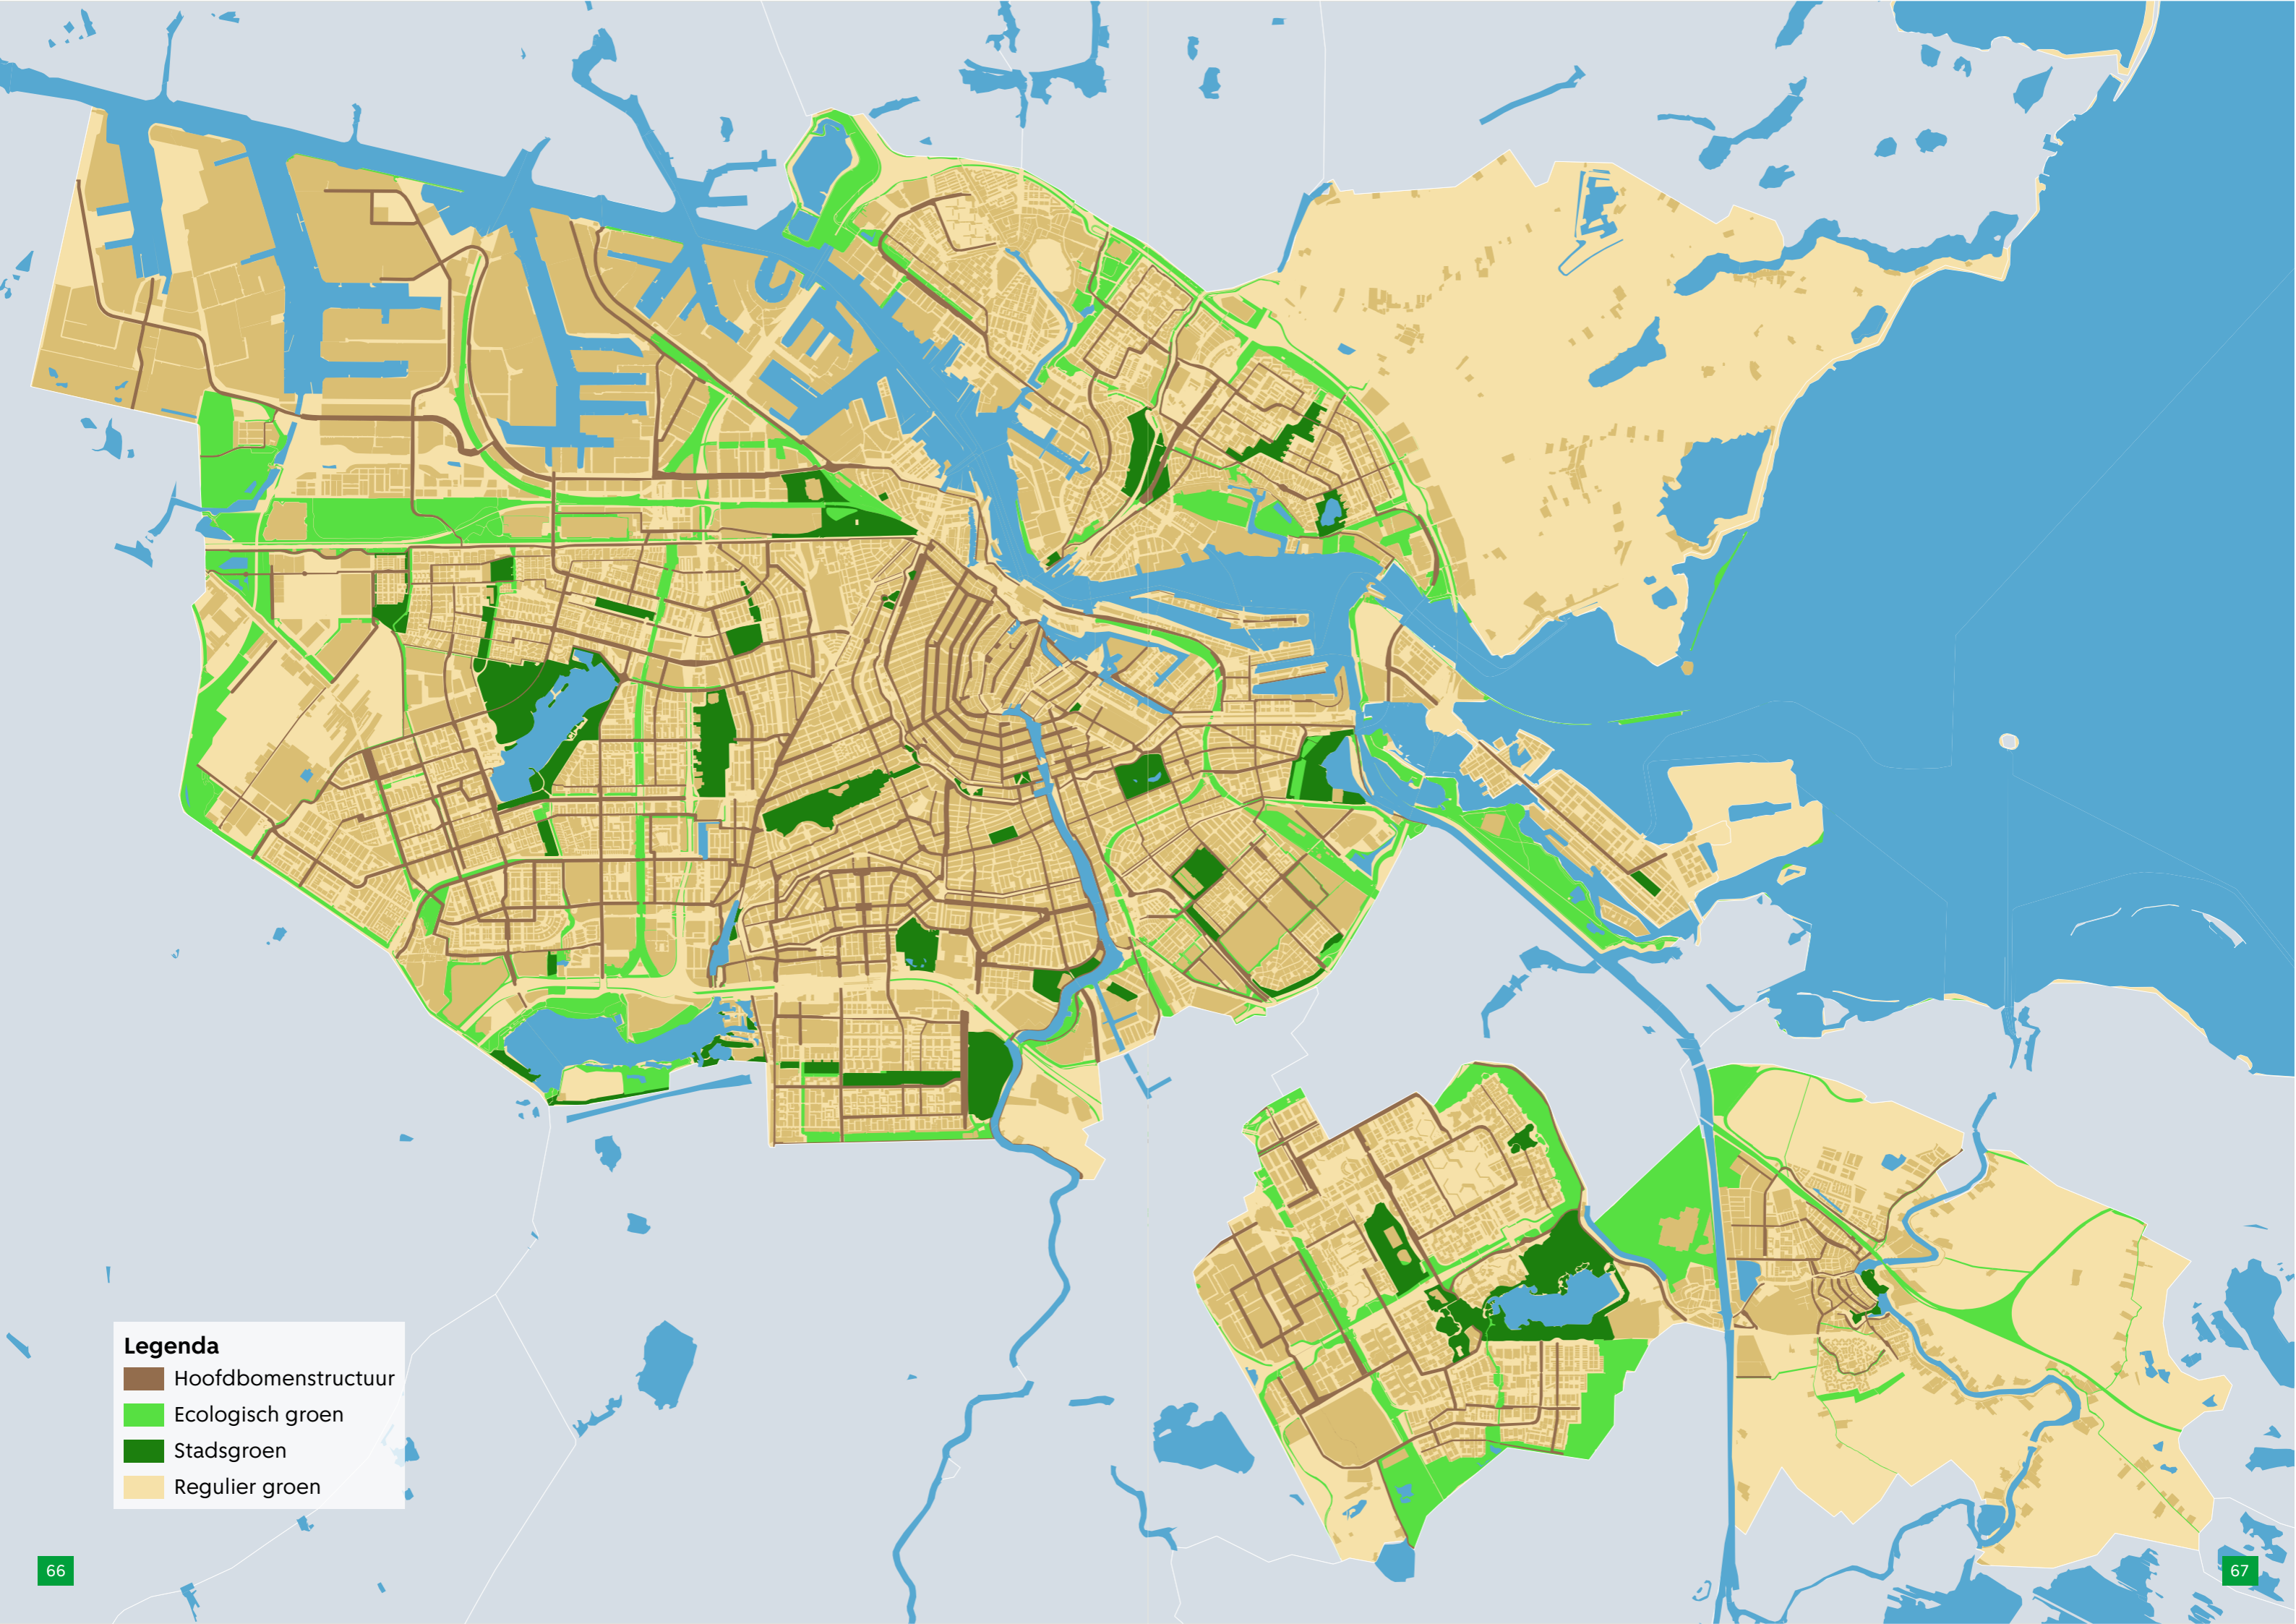 Legenda
Hoofdbomenstructuur
Ecologisch groen
Stadsgroen
Regulier groen
66
67